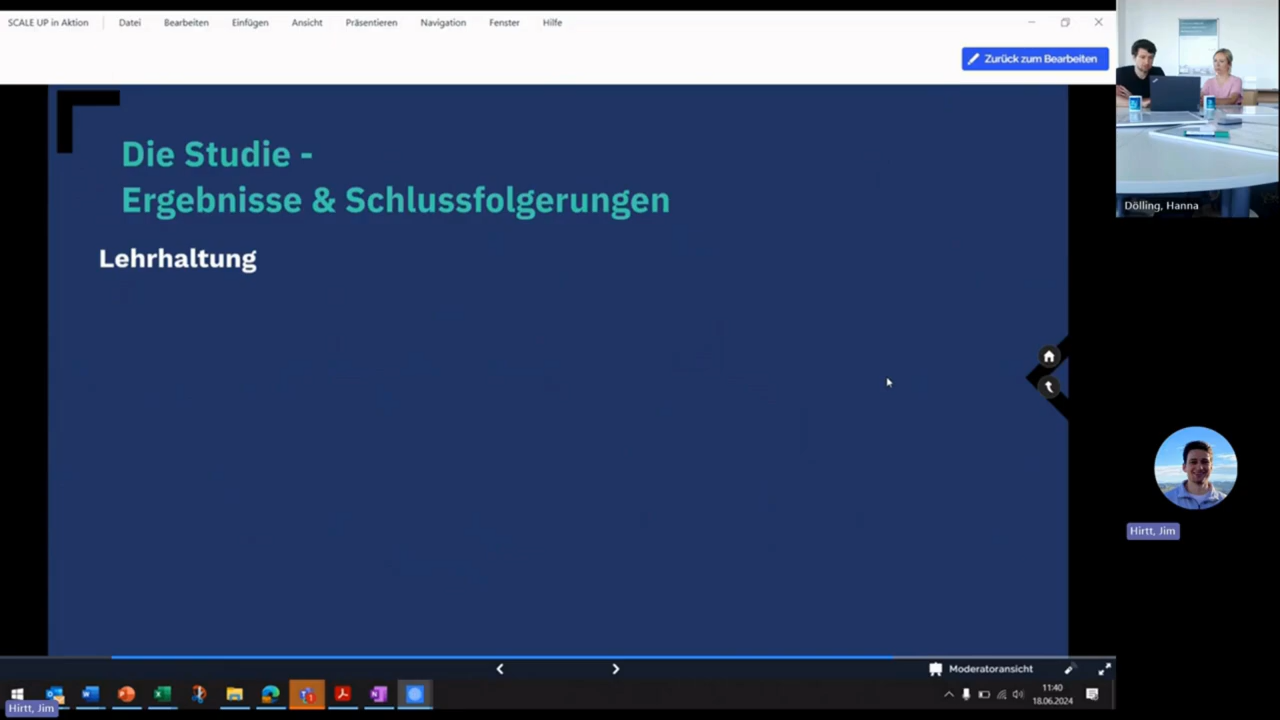 SCALE UP in Aktion
Datei
Bearbeiten
Einfügen
Ansicht
Präsentieren
Navigation
Fenster
Hilfe
Zurück zum Bearbeiten
Die Studie -
Ergebnisse & Schlussfolgerungen
Lehrhaltung
Dölling, Hanna
Hirtt, Jim
Moderatoransicht
11:40
18.06.2024
Hirtt, Jim